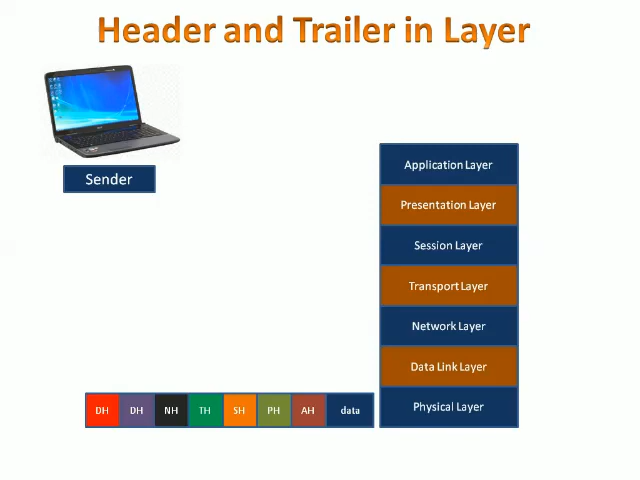 Header and Trailer in Layer
Sender
Application Layer
Presentation Layer
Session Layer
Transport Layer
Network Layer
Data Link Layer
Physical Layer
DH DH NH TH SH PH AH data